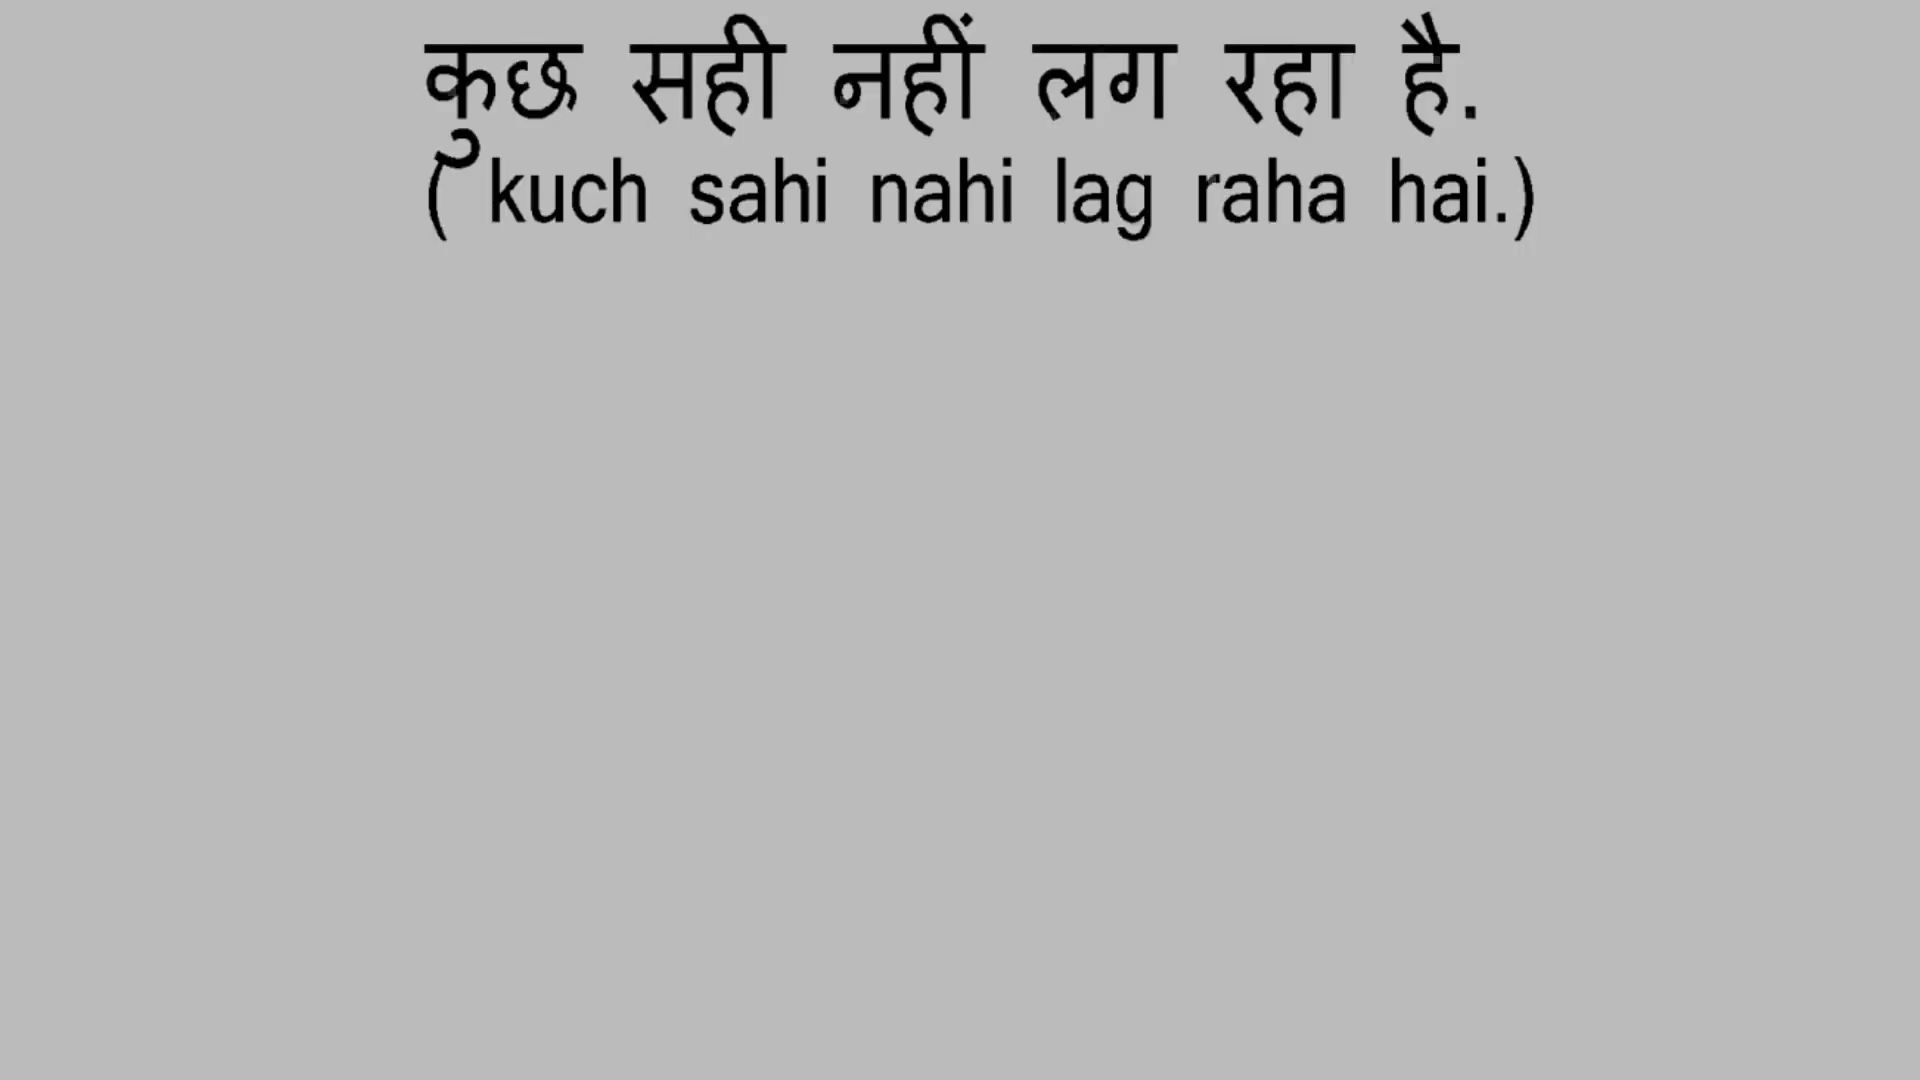 कुछ सही नहीं लग रहा है.
( kuch sahi nahi lag raha hai.)